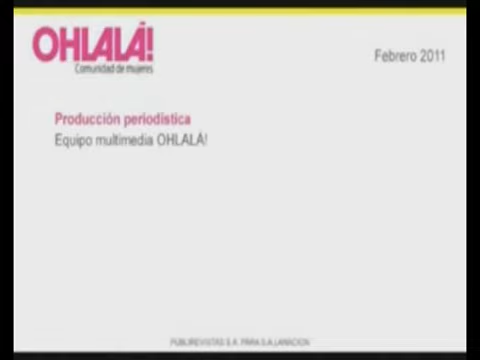 OHLALÁ!
Comunidad de mujeres
Febrero 2011
Producción periodística
Equipo multimedia OHLALÁ!
PUBLIREVISTAS S.A. PARA S.A. LA NACION